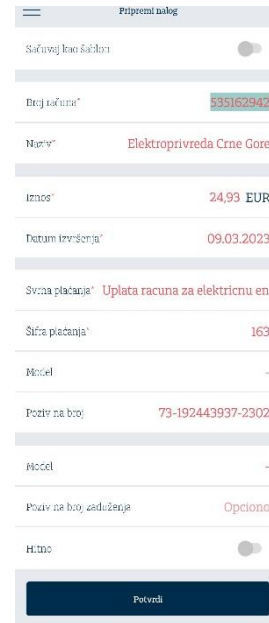 Pripremi nalog
Sačuvaj kao šablon
Broj računa* 535162942
Naziv* Elektroprivreda Crne Gore
Iznos* 24,93 EUR
Datum izvršenja* 09.03.2023
Svrha plaćanja* Uplata racuna za elektricnu en
Šifra plaćanja* 163
Model -
Poziv na broj 73-192443937-2302
Model -
Poziv na broj zaduženja Opciono
Hitno
Potvrdi